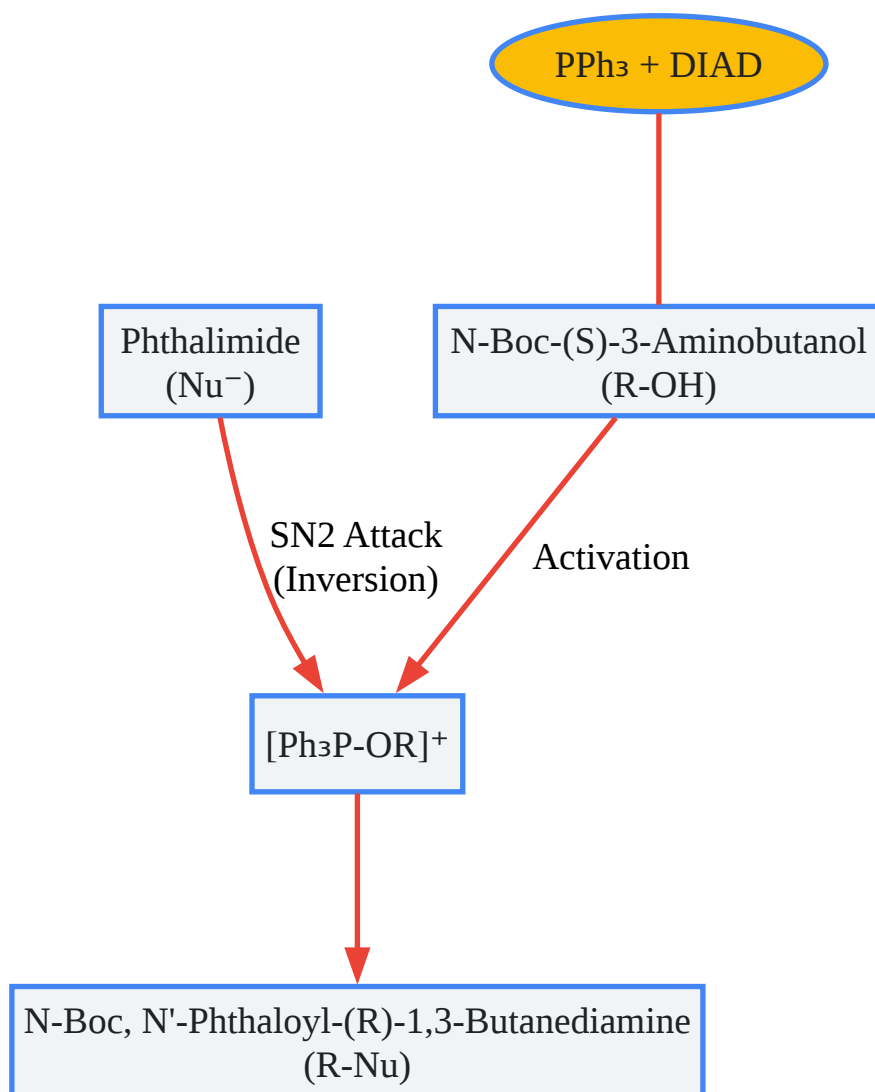 PPh₃ + DIAD
Phthalimide
(Nu⁻)
N-Boc-(S)-3-Aminobutanol
(R-OH)
SN2 Attack
(Inversion)
Activation
[Ph₃P-OR]⁺
N-Boc, N'-Phthaloyl-(R)-1,3-Butanediamine
(R-Nu)